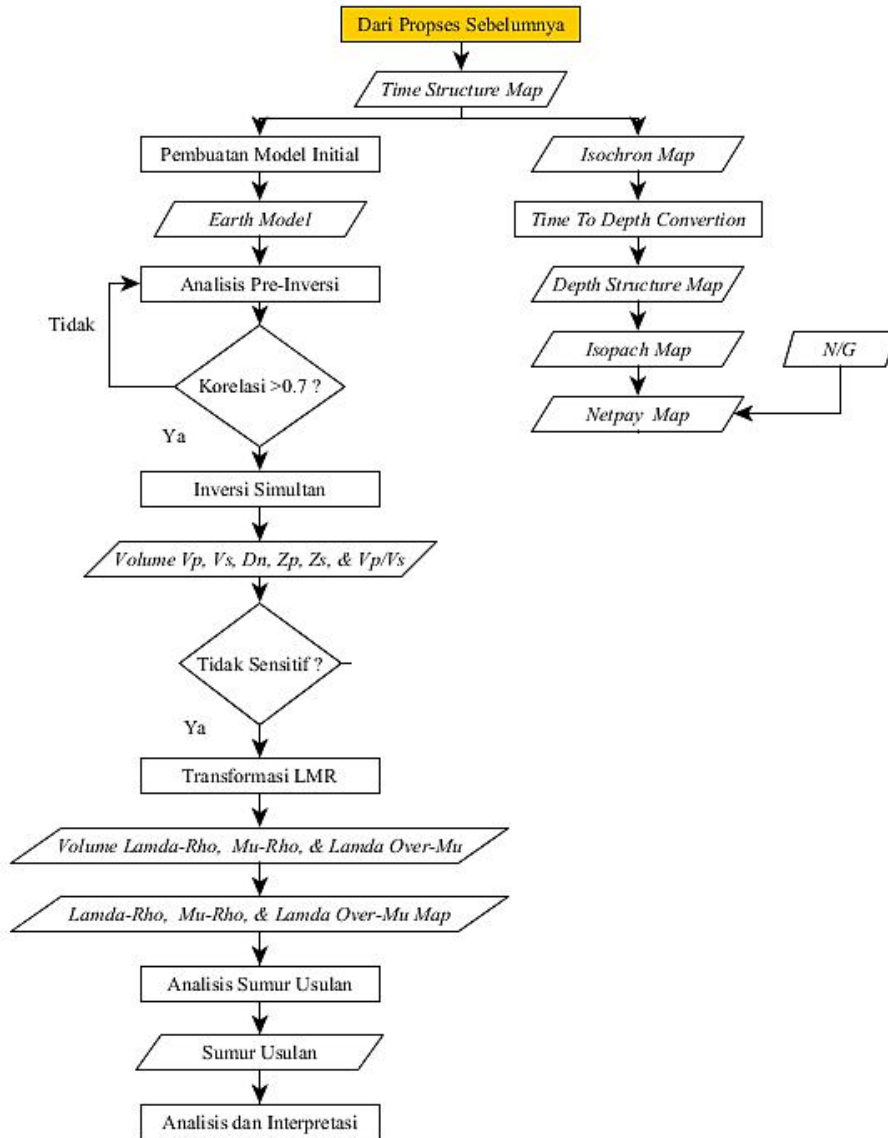 Dari Propses Sebelumnya
Time Structure Map
Pembuatan Model Initial
Isochron Map
Earth Model
Time To Depth Convertion
Analisis Pre-Inversi
Depth Structure Map
Tidak
Isopach Map
N/G
Korelasi >0.7 ?
Netpay Map
Ya
Inversi Simultan
Volume Vp, Vs, Dn, Zp, Zs, & Vp/Vs
Tidak Sensitif ?
Ya
Transformasi LMR
Volume Lamda-Rho, Mu-Rho, & Lamda Over-Mu
Lamda-Rho, Mu-Rho, & Lamda Over-Mu Map
Analisis Sumur Usulan
Sumur Usulan
Analisis dan Interpretasi